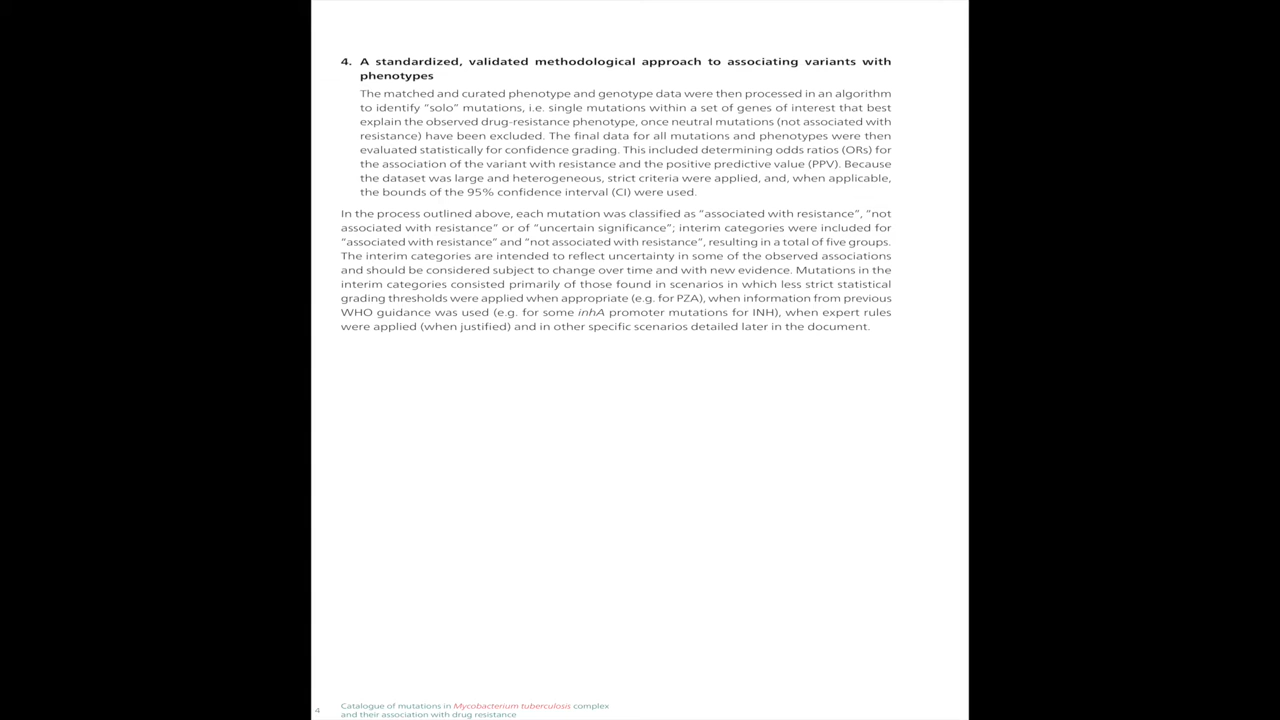 4. A standardized, validated methodological approach to associating variants with
phenotypes
The matched and curated phenotype and genotype data were then processed in an algorithm
to identify “solo” mutations, i.e. single mutations within a set of genes of interest that best
explain the observed drug-resistance phenotype, once neutral mutations (not associated with
resistance) have been excluded. The final data for all mutations and phenotypes were then
evaluated statistically for confidence grading. This included determining odds ratios (ORs) for
the association of the variant with resistance and the positive predictive value (PPV). Because
the dataset was large and heterogeneous, strict criteria were applied, and, when applicable,
the bounds of the 95% confidence interval (CI) were used.
In the process outlined above, each mutation was classified as “associated with resistance”, “not
associated with resistance” or of “uncertain significance”; interim categories were included for
“associated with resistance” and “not associated with resistance”, resulting in a total of five groups.
The interim categories are intended to reflect uncertainty in some of the observed associations
and should be considered subject to change over time and with new evidence. Mutations in the
interim categories consisted primarily of those found in scenarios in which less strict statistical
grading thresholds were applied when appropriate (e.g. for PZA), when information from previous
WHO guidance was used (e.g. for some inhA promoter mutations for INH), when expert rules
were applied (when justified) and in other specific scenarios detailed later in the document.
4 Catalogue of mutations in Mycobacterium tuberculosis complex
and their association with drug resistance